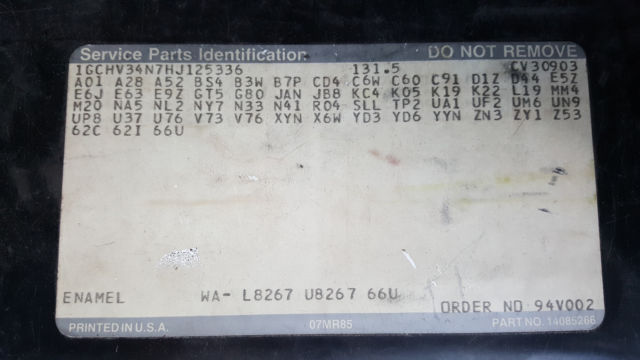 Service Parts Identification DO NOT REMOVE
1GCHV34N7HJ125336 131.5 CV30903
A01 A28 A52 BS4 B3W B7P CD4 C6W C60 C91 D1Z D44 E5Z
E6J E63 E9Z GT5 G80 JAN JB8 KC4 K05 K19 K22 L19 MM4
M20 NA5 NL2 NY7 N33 N41 R04 SLL TP2 UA1 UF2 UM6 UN9
UP8 U37 U76 V73 V76 XYN X6W YD3 YD6 YYN ZN3 ZY1 Z53
62C 62I 66U
ENAMEL WA- L8267 U8267 66U
ORDER NO 94V002
PRINTED IN U.S.A. 07MR85 PART NO. 14085266